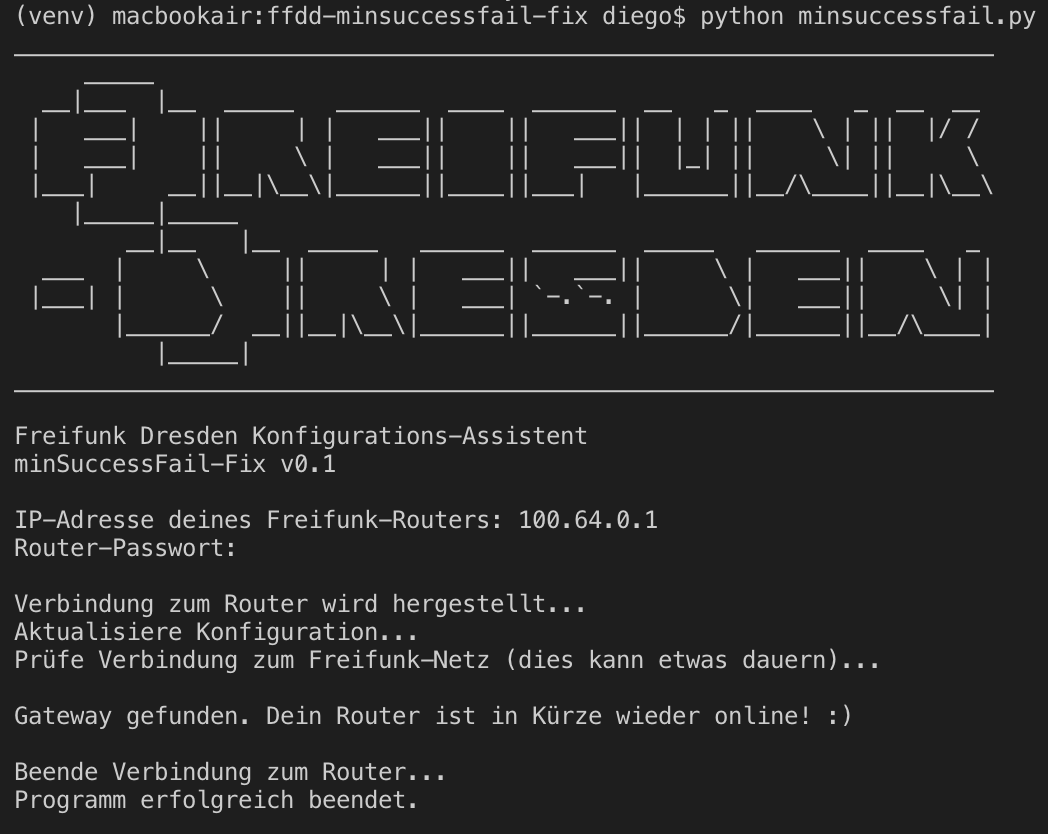 (venv) macbookair:ffdd-minsuccessfail-fix diego$ python minsuccessfail.py
FREIFUNK
- DRESDEN
Freifunk Dresden Konfigurations-Assistent
minSuccessFail-Fix v0.1
IP-Adresse deines Freifunk-Routers: 100.64.0.1
Router-Passwort:
Verbindung zum Router wird hergestellt...
Aktualisiere Konfiguration...
Prüfe Verbindung zum Freifunk-Netz (dies kann etwas dauern)...
Gateway gefunden. Dein Router ist in Kürze wieder online! :)
Beende Verbindung zum Router...
Programm erfolgreich beendet.